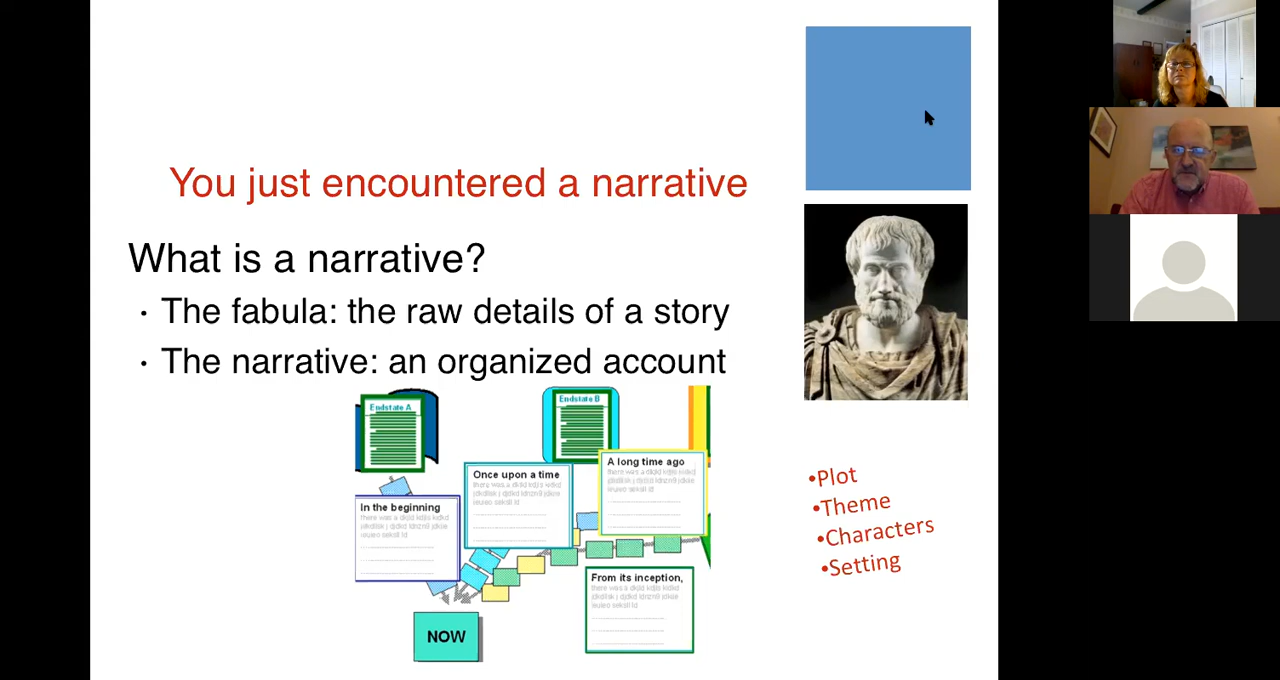 You just encountered a narrative
What is a narrative?
· The fabula: the raw details of a story
· The narrative: an organized account
Endstate A
Endstate B
Once upon a time
A long time ago
In the beginning
From its inception,
NOW
•Plot
•Theme
•Characters
•Setting